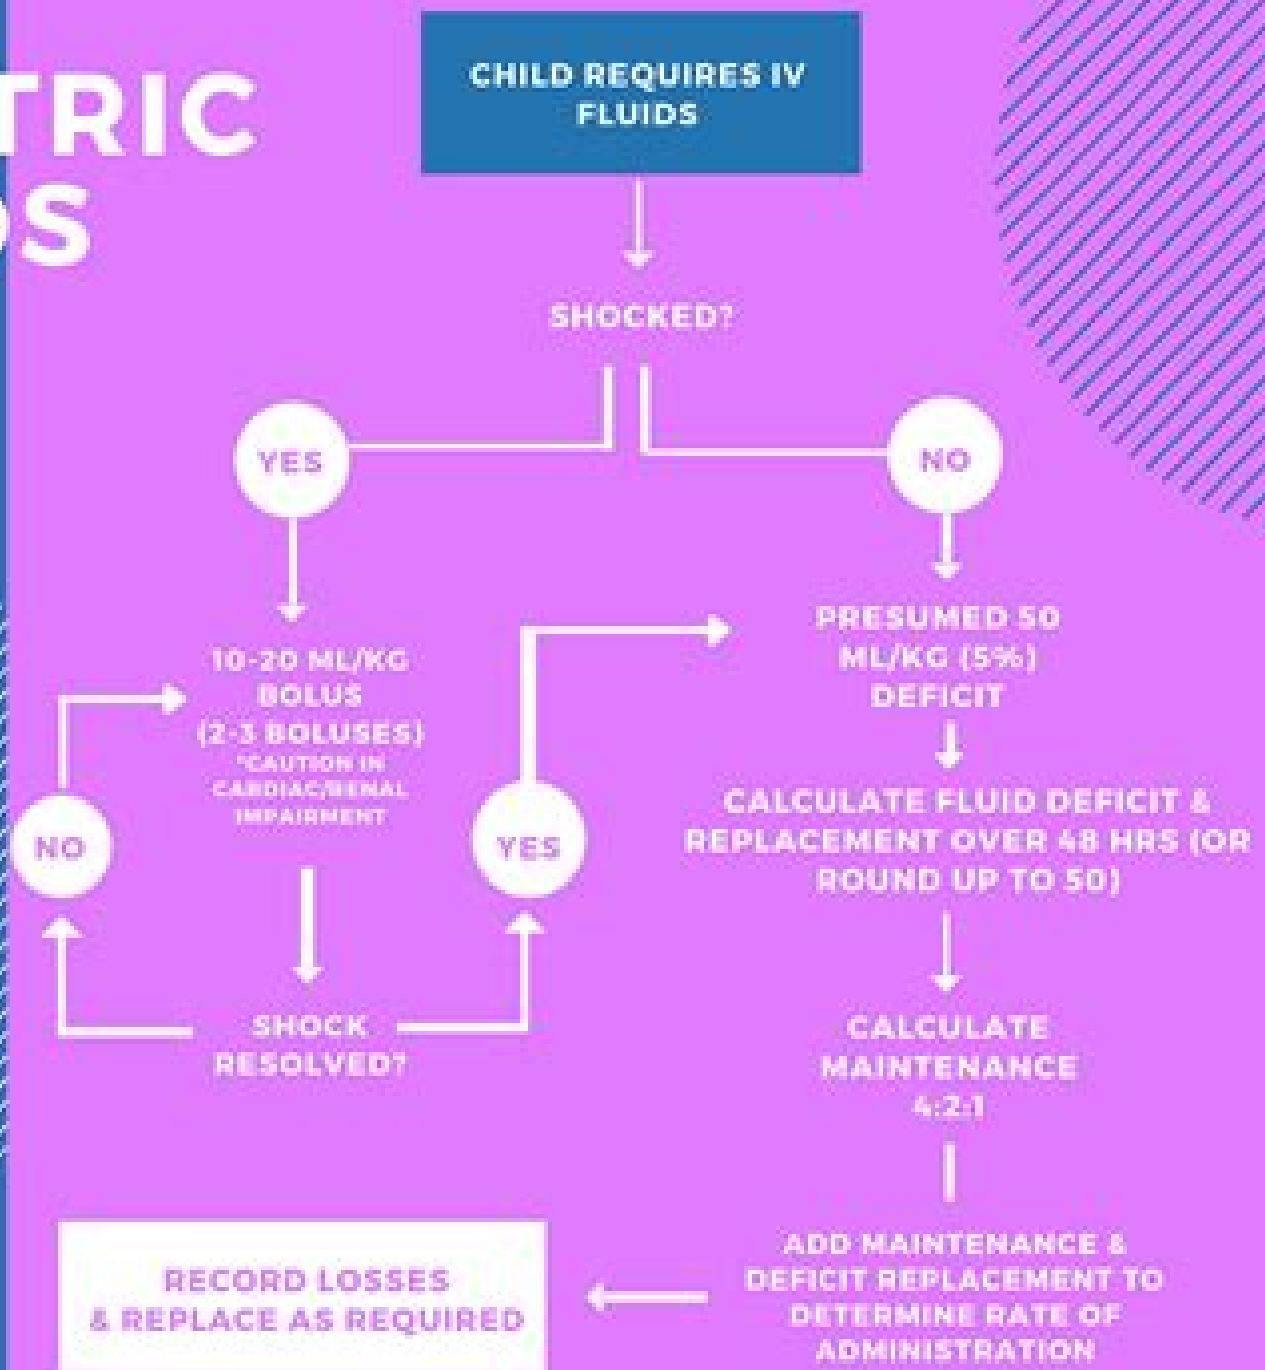 TRIC
DS
CHILD REQUIRES IV
FLUIDS
SHOCKED?
YES
NO
10-20 ML/KG
BOLUS
(2-3 BOLUSES)
*CAUTION IN
CARDIAC/RENAL
IMPAIRMENT
NO
YES
SHOCK
RESOLVED?
PRESUMED 50
ML/KG (5%)
DEFICIT
CALCULATE FLUID DEFICIT &
REPLACEMENT OVER 48 HRS (OR
ROUND UP TO 50)
CALCULATE
MAINTENANCE
4:2:1
ADD MAINTENANCE &
DEFICIT REPLACEMENT TO
DETERMINE RATE OF
ADMINISTRATION
RECORD LOSSES
& REPLACE AS REQUIRED